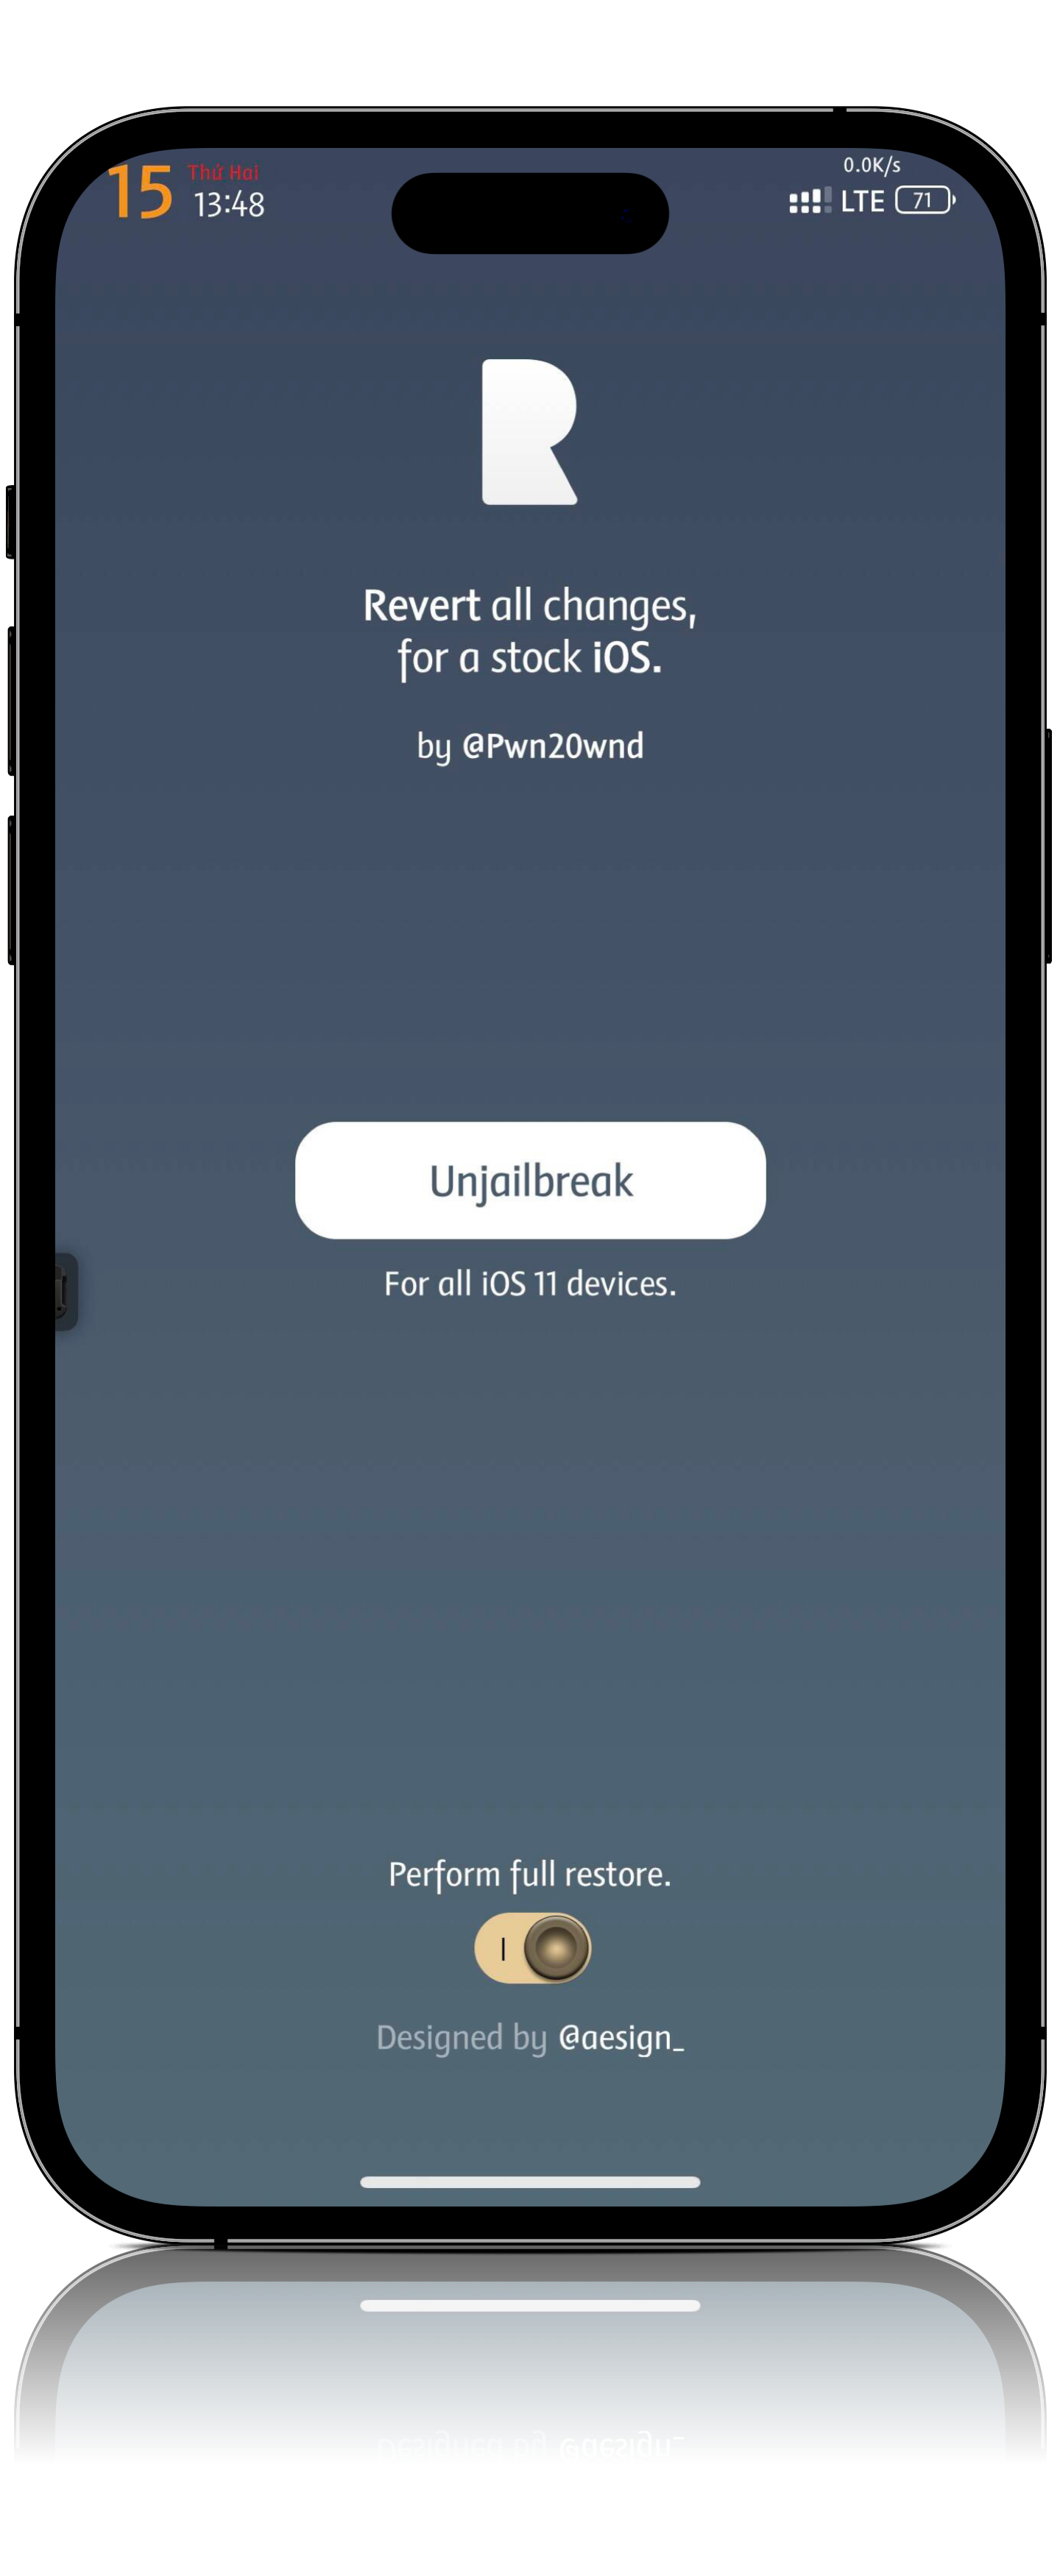 15 Thứ Hai
13:48
0.0K/s
LTE 71
R
Revert all changes,
for a stock iOS.
by @Pwn20wnd
Unjailbreak
For all iOS 11 devices.
Perform full restore.
Designed by @aesign_